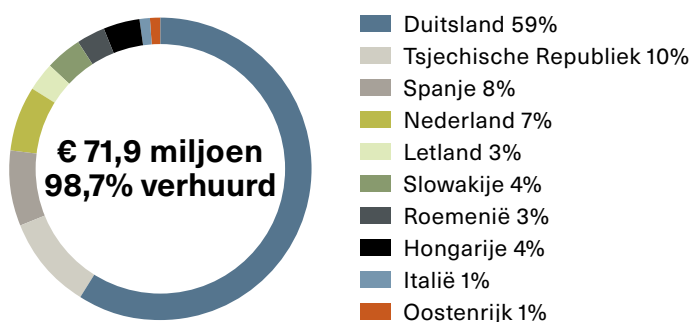 € 71,9 miljoen
98,7% verhuurd
Duitsland 59%
Tsjechische Republiek 10%
Spanje 8%
Nederland 7%
Letland 3%
Slowakije 4%
Roemenië 3%
Hongarije 4%
Italië 1%
Oostenrijk 1%